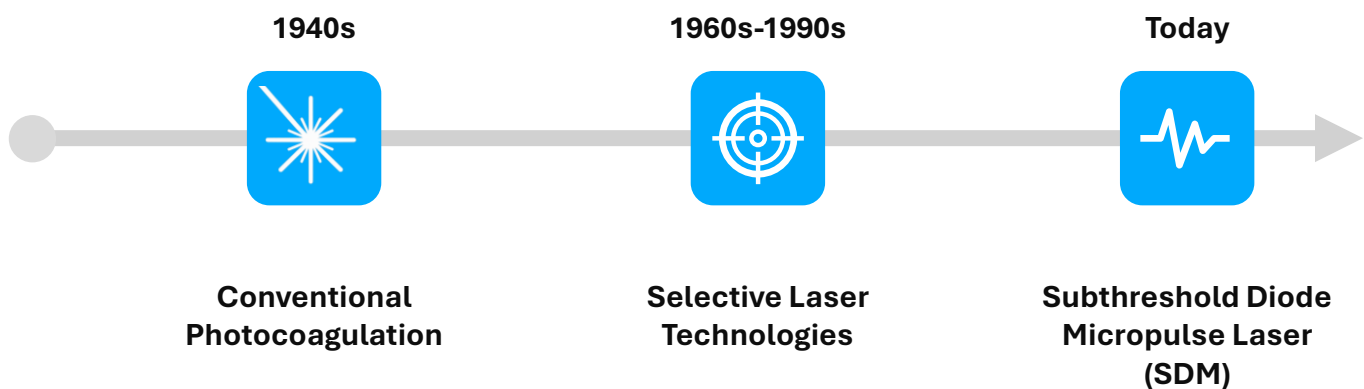 1940s
1960s-1990s
Today
Conventional
Photocoagulation
Selective Laser
Technologies
Subthreshold Diode
Micropulse Laser
(SDM)